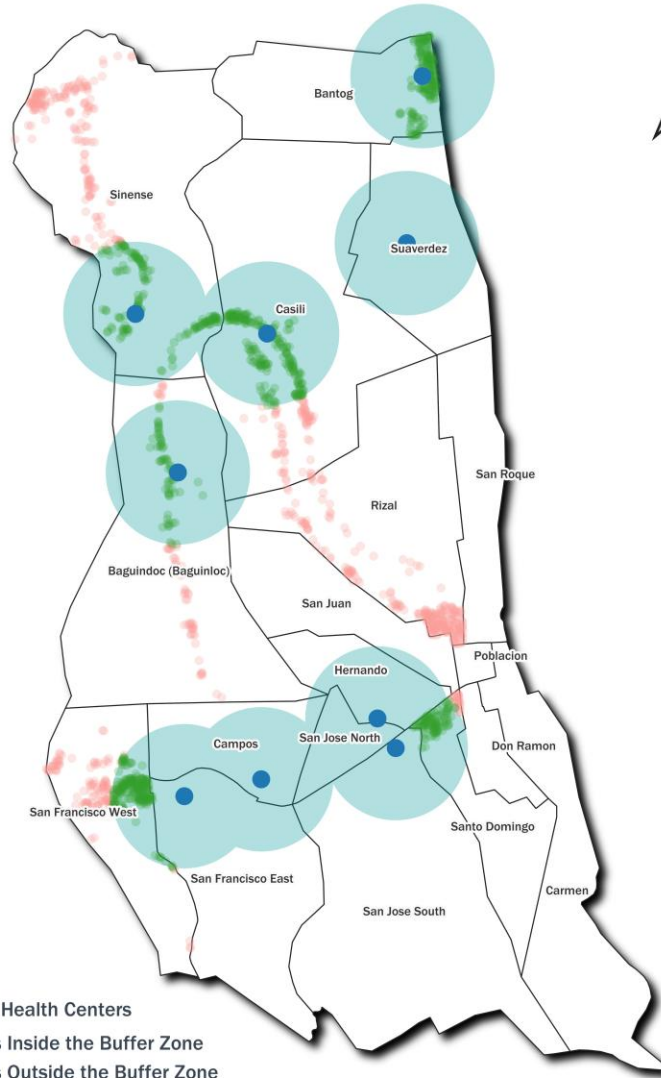 Bantog
Sinense
Suaverdez
Casili
San Roque
Rizal
Baguindoc (Baguinloc)
San Juan
Poblacion
Hernando
San Jose North
Campos
Don Ramon
San Francisco West
Santo Domingo
San Francisco East
Carmen
San Jose South
Health Centers
Inside the Buffer Zone
Outside the Buffer Zone